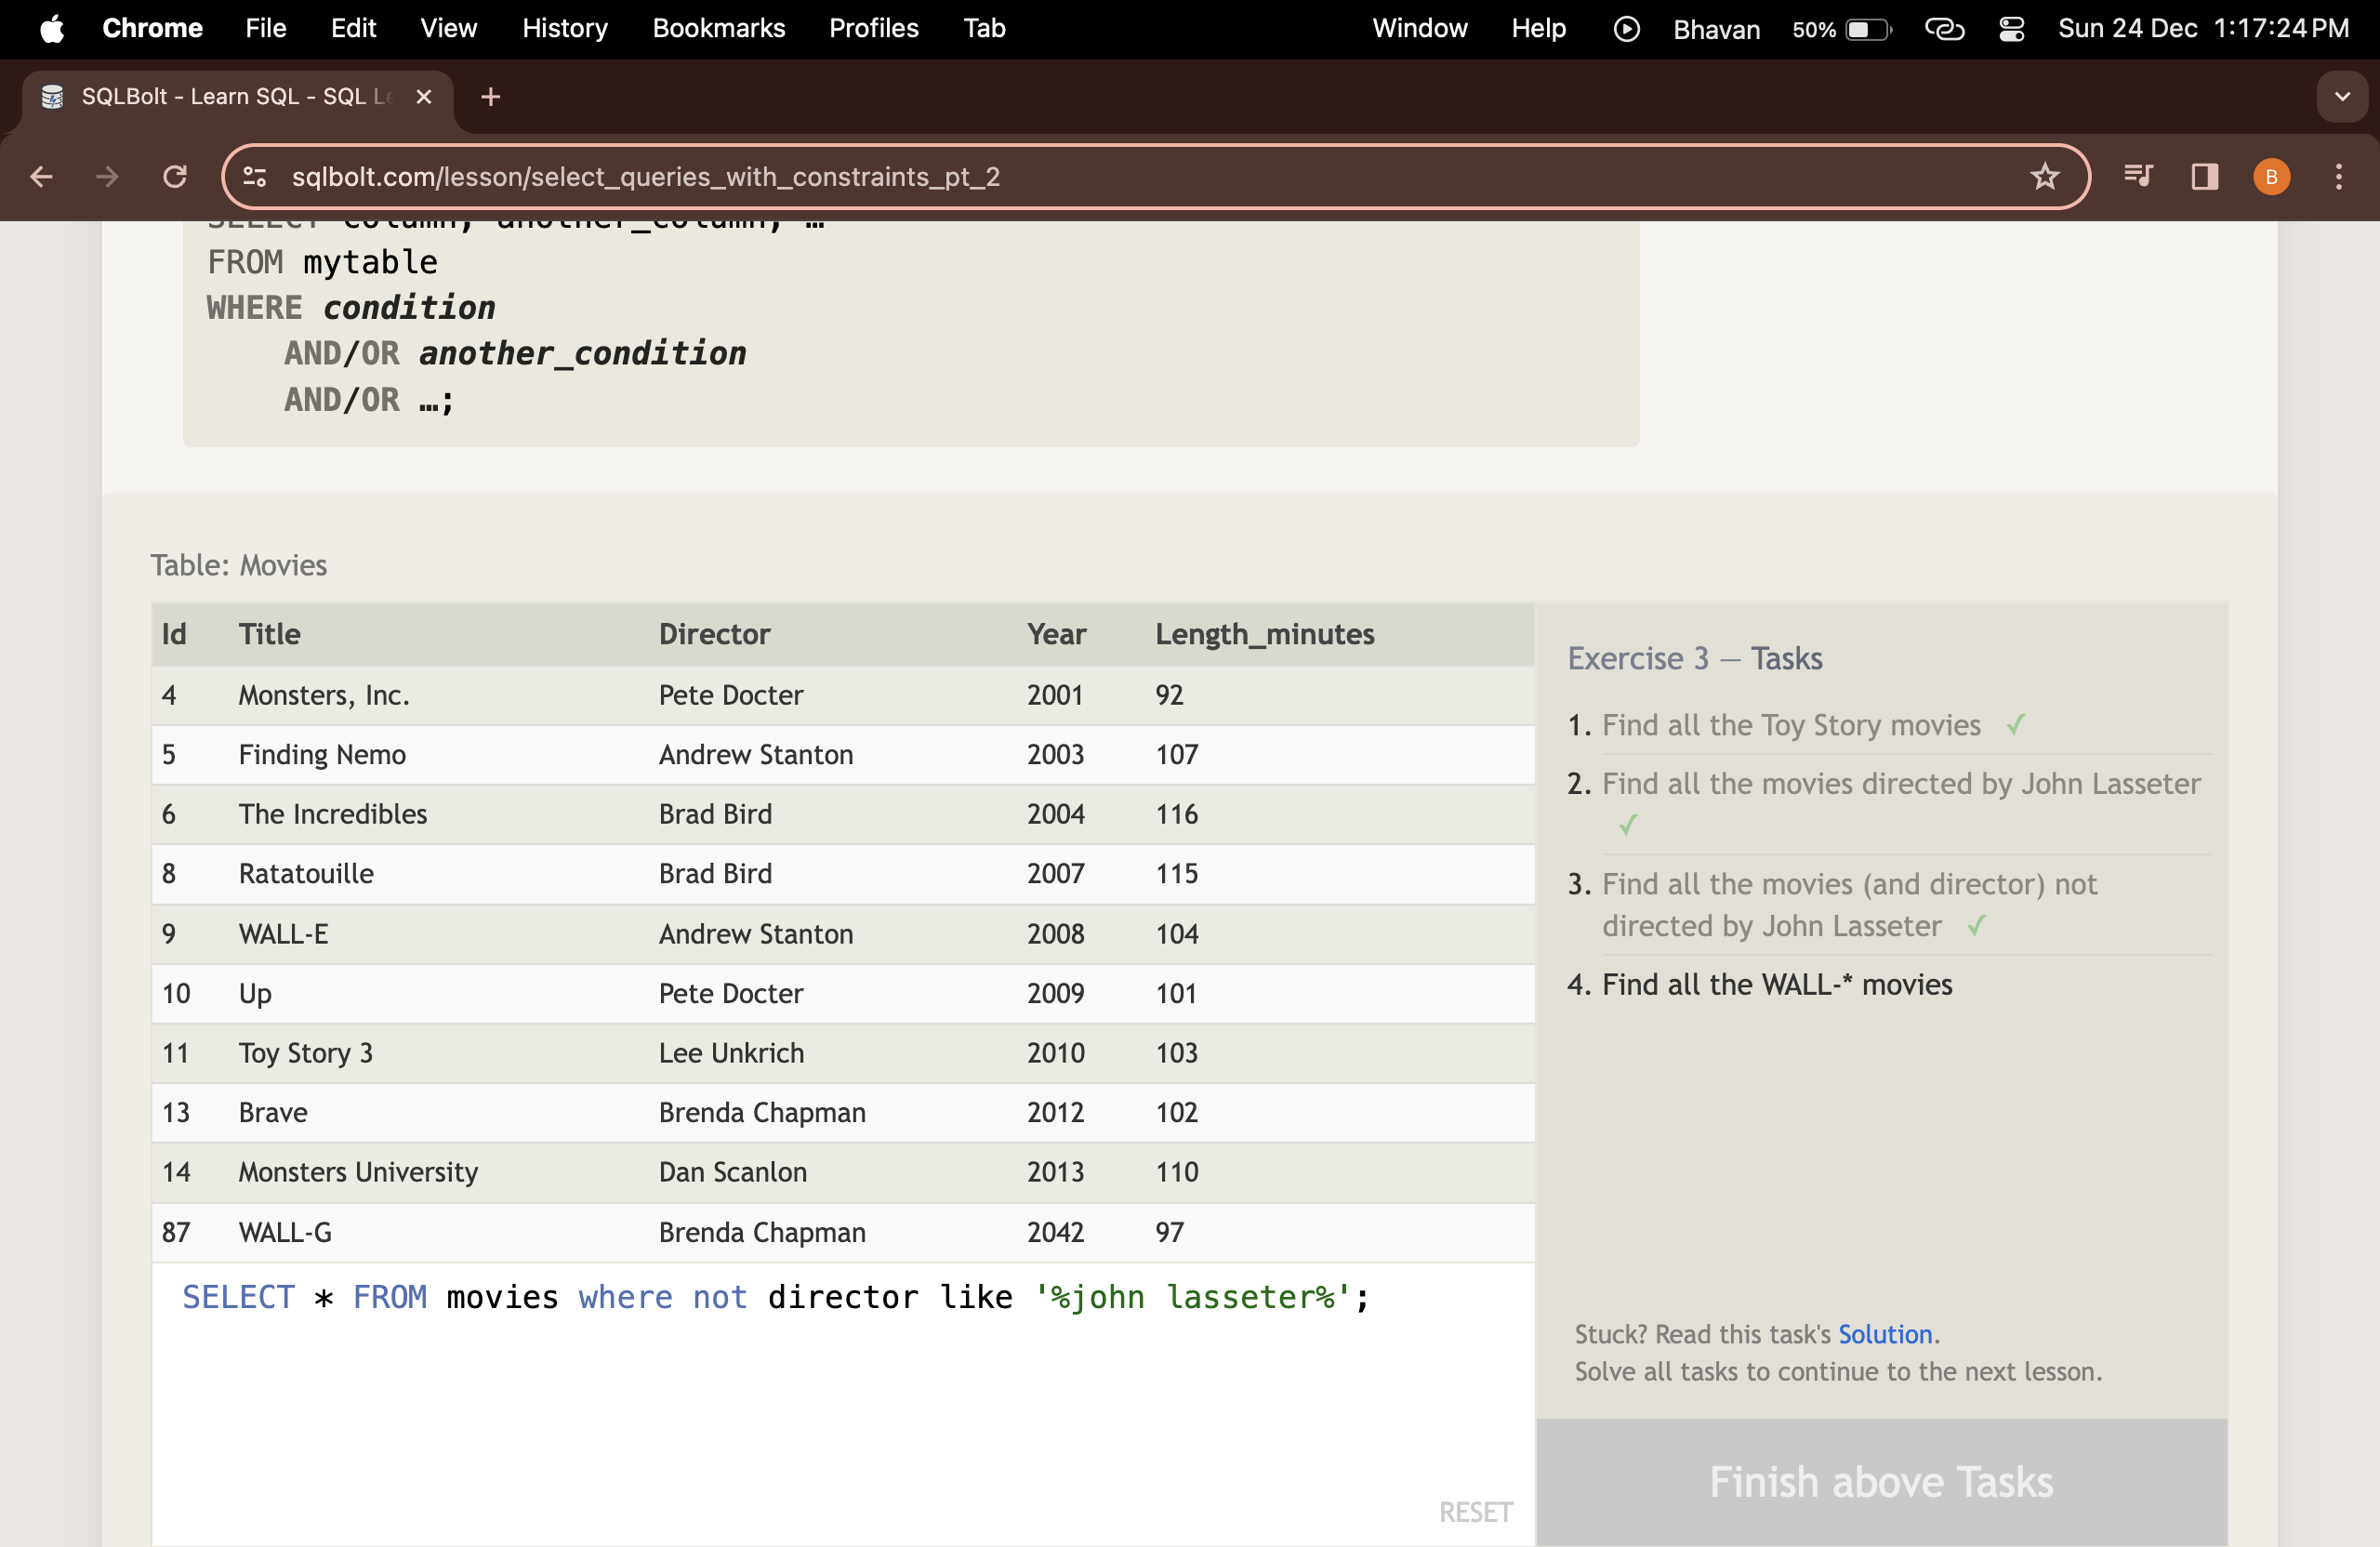 Chrome File Edit View History Bookmarks Profiles Tab Window Help Bhavan 50% Sun 24 Dec 1:17:24 PM
SQLBolt - Learn SQL - SQL Le
sqlbolt.com/lesson/select_queries_with_constraints_pt_2 B
SELECT column, another_column, …
FROM mytable
WHERE condition
AND/OR another_condition
AND/OR …;
Table: Movies
Id Title Director Year Length_minutes
4 Monsters, Inc. Pete Docter 2001 92
5 Finding Nemo Andrew Stanton 2003 107
6 The Incredibles Brad Bird 2004 116
8 Ratatouille Brad Bird 2007 115
9 WALL-E Andrew Stanton 2008 104
10 Up Pete Docter 2009 101
11 Toy Story 3 Lee Unkrich 2010 103
13 Brave Brenda Chapman 2012 102
14 Monsters University Dan Scanlon 2013 110
87 WALL-G Brenda Chapman 2042 97
SELECT * FROM movies where not director like '%john lasseter%';
RESET
Exercise 3 — Tasks
1. Find all the Toy Story movies ✓
2. Find all the movies directed by John Lasseter
✓
3. Find all the movies (and director) not
directed by John Lasseter ✓
4. Find all the WALL-* movies
Stuck? Read this task's Solution.
Solve all tasks to continue to the next lesson.
Finish above Tasks